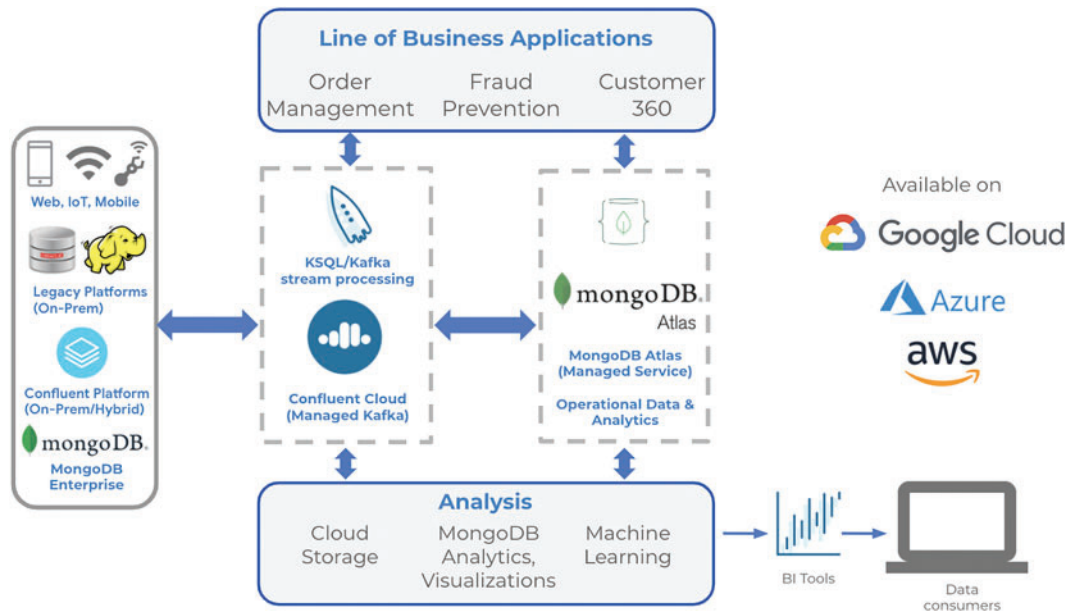 Line of Business Applications
Order
Management
Fraud
Prevention
Customer
360
Web, IoT, Mobile
ORACLE
Legacy Platforms
(On-Prem)
Confluent Platform
(On-Prem/Hybrid)
mongoDB®
MongoDB
Enterprise
KSQL/Kafka
stream processing
Confluent Cloud
(Managed Kafka)
mongoDB®
Atlas
MongoDB Atlas
(Managed Service)
Operational Data &
Analytics
Available on
Google Cloud
Azure
aws
Analysis
Cloud
Storage
MongoDB
Analytics,
Visualizations
Machine
Learning
BI Tools
Data
consumers